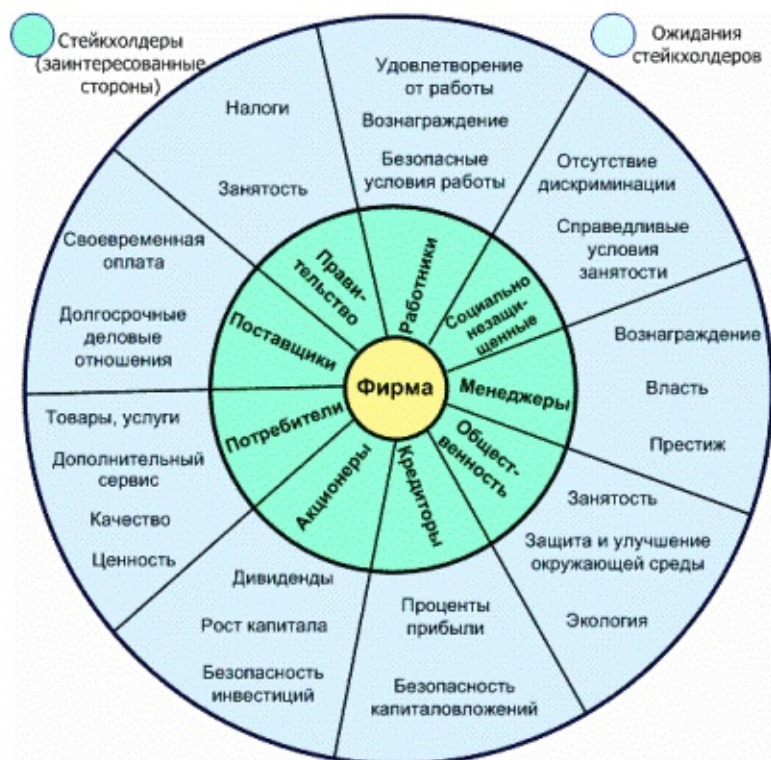 Стейкхолдеры
(заинтересованные
стороны)
Ожидания
стейкхолдеров
Налоги
Занятость
Удовлетворение
от работы
Вознаграждение
Безопасные
условия работы
Отсутствие
дискриминации
Справедливые
условия
занятости
Вознаграждение
Власть
Престиж
Занятость
Защита и улучшение
окружающей среды
Экология
Проценты
прибыли
Безопасность
капиталовложений
Дивиденды
Рост капитала
Безопасность
инвестиций
Товары, услуги
Дополнительный
сервис
Качество
Ценность
Своевременная
оплата
Долгосрочные
деловые
отношения
Прави-
тельство
Работники
Социально
незащи-
щенные
Менеджеры
Общест-
венность
Кредиторы
Акционеры
Потребители
Поставщики
Фирма